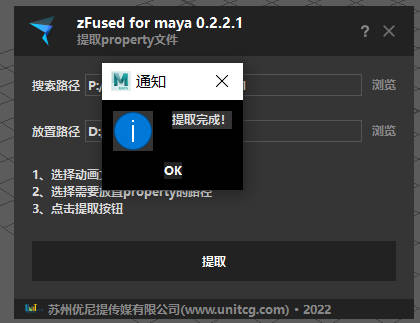 zFused for maya 0.2.2.1
提取property文件
? ×
通知
搜索路径 P:/ 浏览
提取完成!
放置路径 D: 浏览
OK
1、选择动画
2、选择需要放置property的路径
3、点击提取按钮
提取
苏州优尼提传媒有限公司(www.unitcg.com)・2022